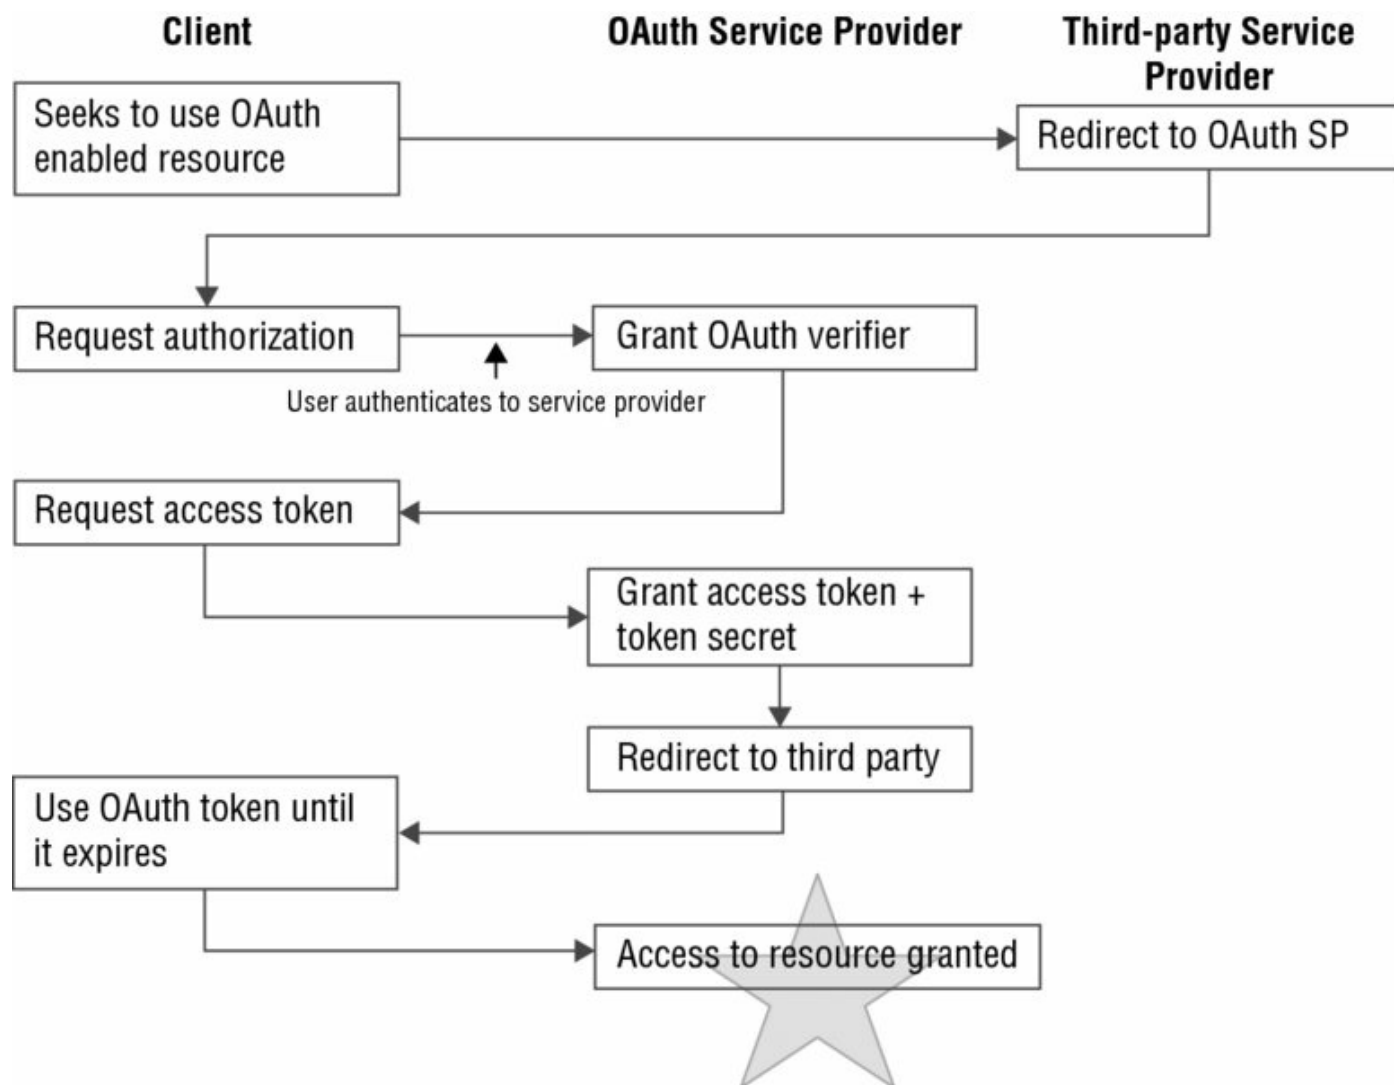 Client
OAuth Service Provider
Third-party Service
Provider
Seeks to use OAuth
enabled resource
Redirect to OAuth SP
Request authorization
Grant OAuth verifier
User authenticates to service provider
Request access token
Grant access token +
token secret
Redirect to third party
Use OAuth token until
it expires
Access to resource granted